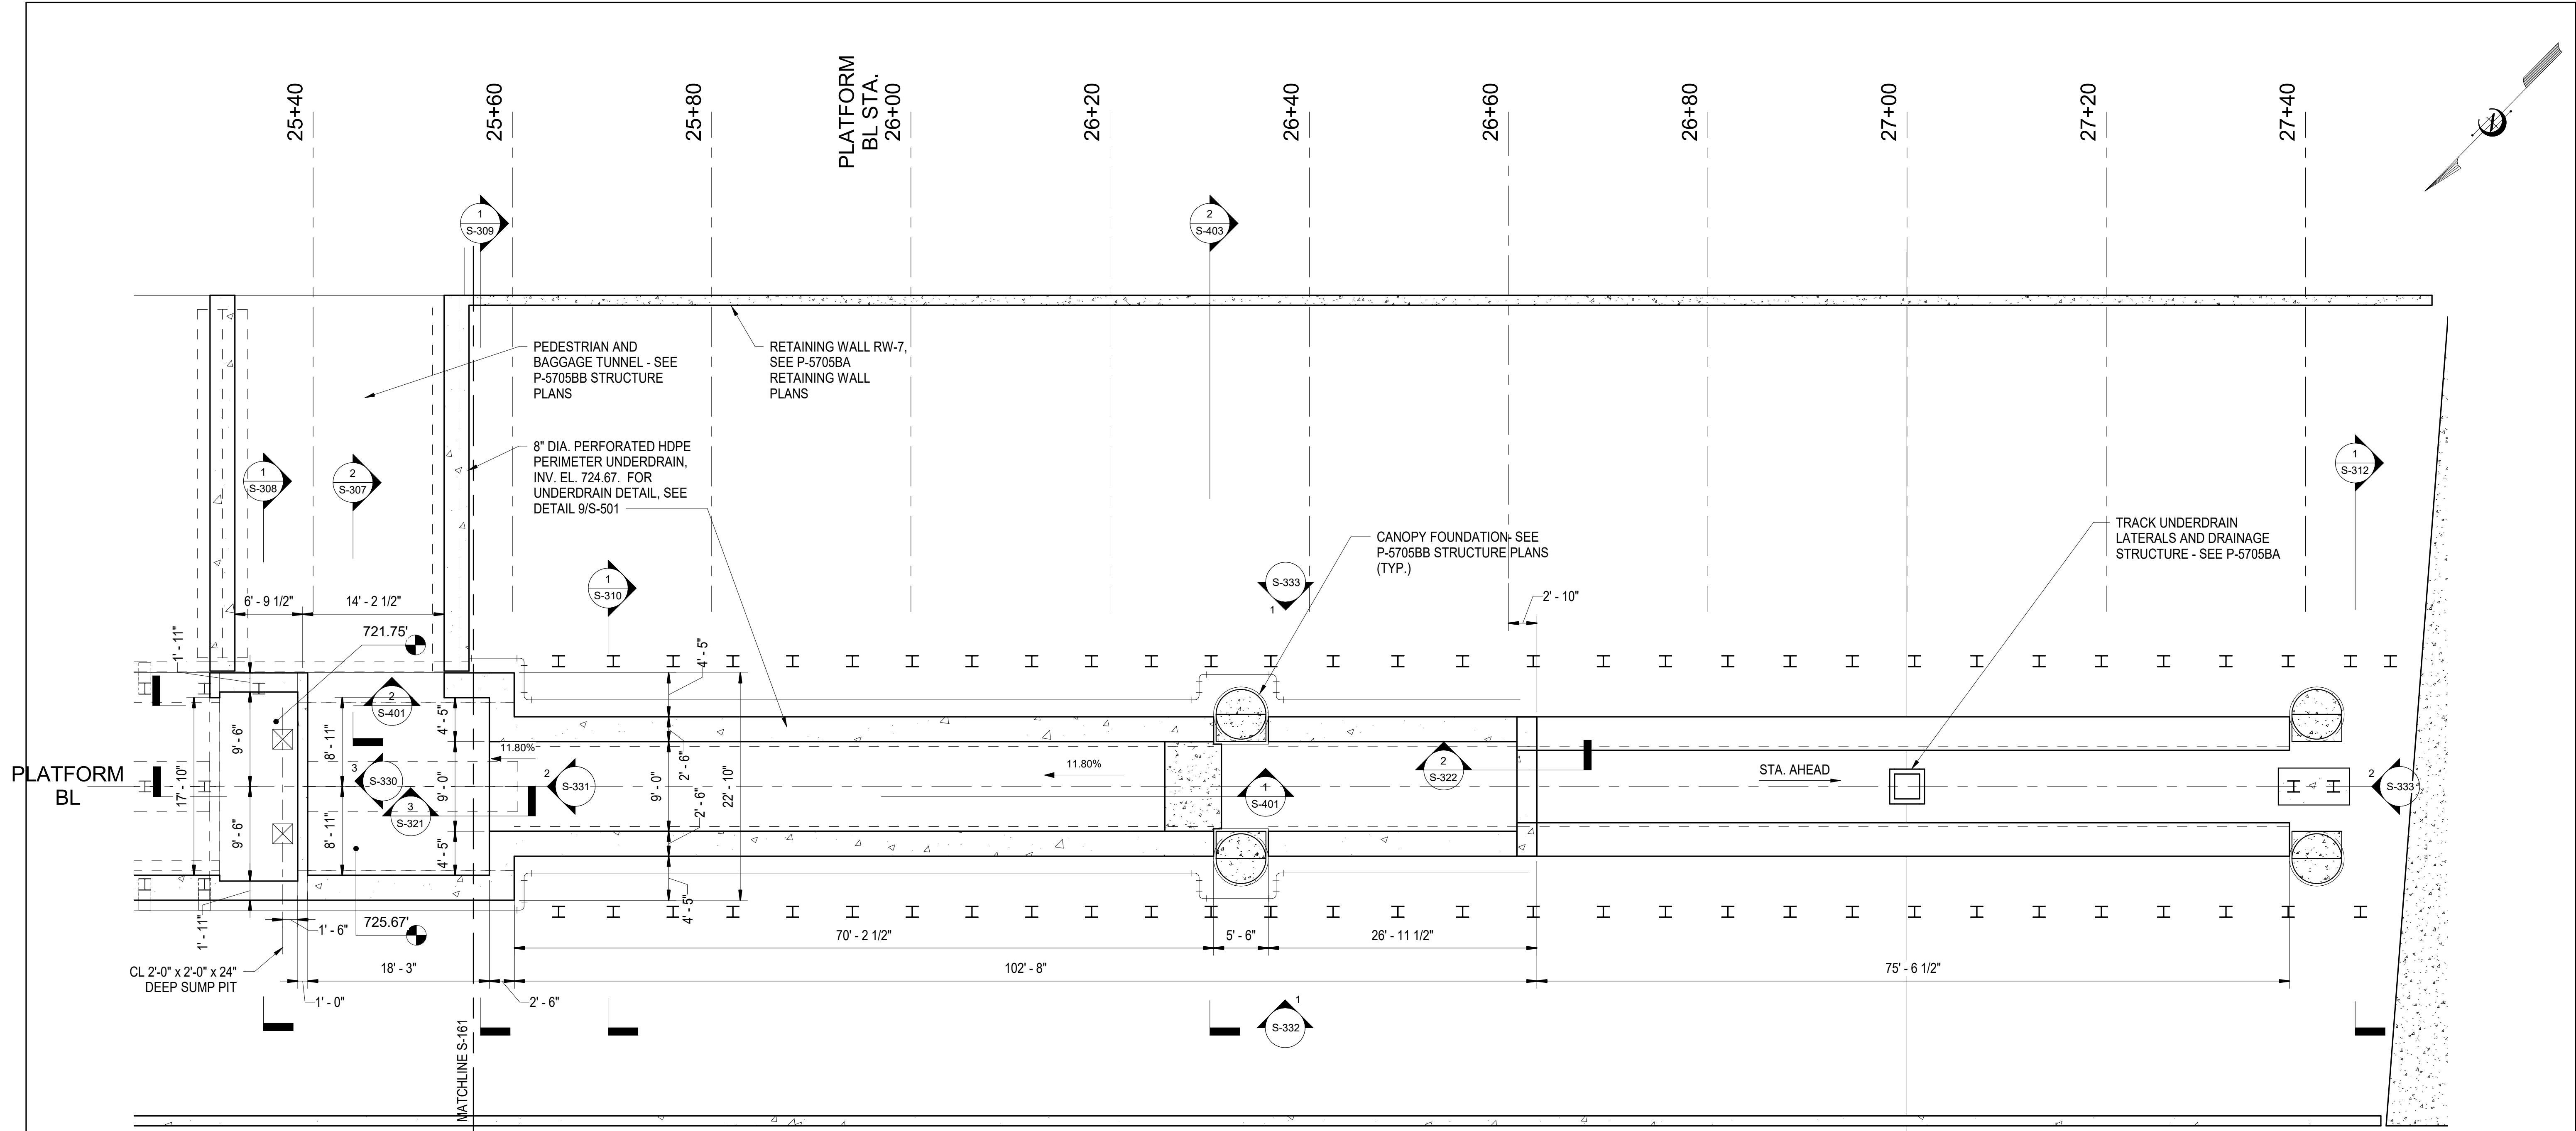 PLATFORM
BL STA.
25+40
25+60
25+80
26+00
26+20
26+40
26+60
26+80
27+00
27+20
27+40
1
S-309
2
S-403
PEDESTRIAN AND
BAGGAGE TUNNEL - SEE
P-5705BB STRUCTURE
PLANS
RETAINING WALL RW-7,
SEE P-5705BA
RETAINING WALL
PLANS
8" DIA. PERFORATED HDPE
PERIMETER UNDERDRAIN,
INV. EL. 724.67.  FOR
UNDERDRAIN DETAIL, SEE
DETAIL 9/S-501
1
S-308
2
S-307
1
S-312
CANOPY FOUNDATION- SEE
P-5705BB STRUCTURE PLANS
(TYP.)
TRACK UNDERDRAIN
LATERALS AND DRAINAGE
STRUCTURE - SEE P-5705BA
1
S-310
S-333
1
6' - 9 1/2"
14' - 2 1/2"
2' - 10"
721.75'
1' - 11"
4' - 5"
2
S-401
9' - 6"
8' - 11"
4' - 5"
11.80%
2' - 6"
11.80%
2
S-322
STA. AHEAD
PLATFORM
BL
17' - 10"
3
S-330
9' - 0"
2
S-331
9' - 0"
22' - 10"
1
S-401
2
S-333
3
S-321
2' - 6"
9' - 6"
8' - 11"
4' - 5"
4' - 5"
1' - 11"
1' - 6"
725.67'
70' - 2 1/2"
5' - 6"
26' - 11 1/2"
CL 2'-0" x 2'-0" x 24"
DEEP SUMP PIT
18' - 3"
102' - 8"
75' - 6 1/2"
1' - 0"
2' - 6"
1
S-332
MATCHLINE S-161